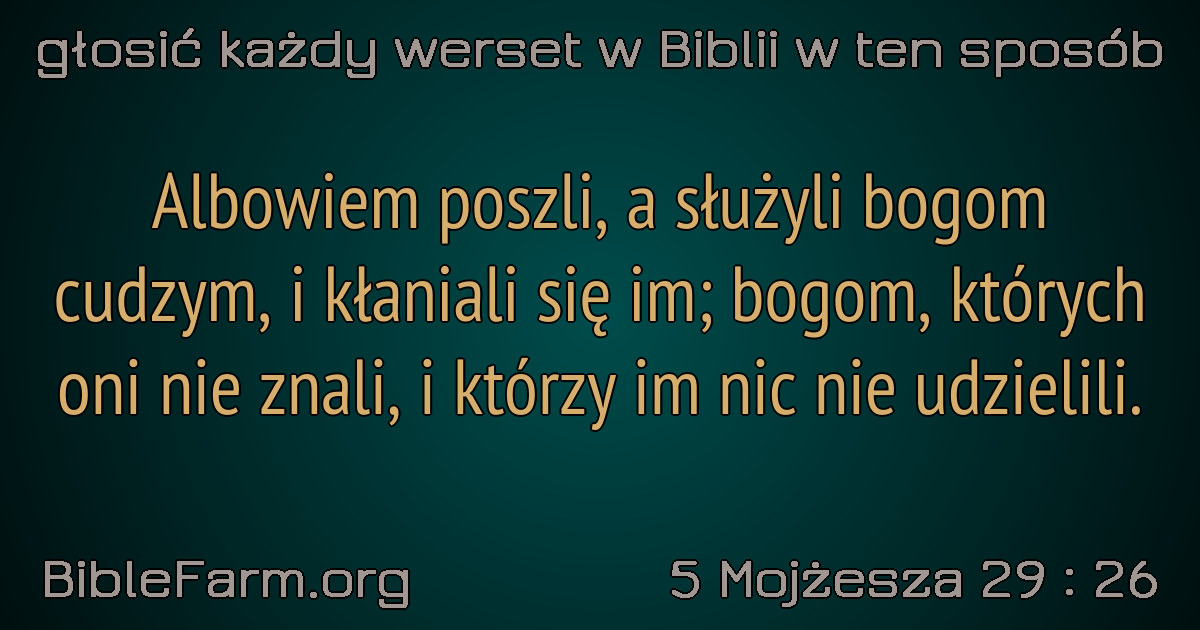 głosić każdy werset w Biblii w ten sposób
Albowiem poszli, a służyli bogom
cudzym, i kłaniali się im; bogom, których
oni nie znali, i którzy im nic nie udzielili.
BibleFarm.org
5 Mojżesza 29 : 26